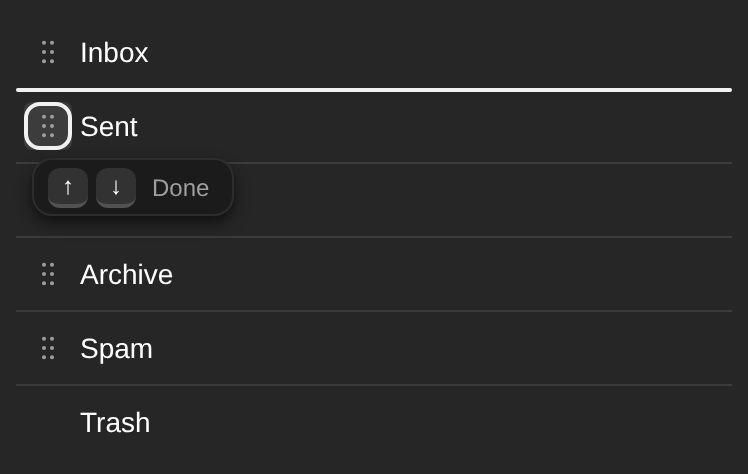 Inbox
Sent
↑ ↓ Done
Archive
Spam
Trash